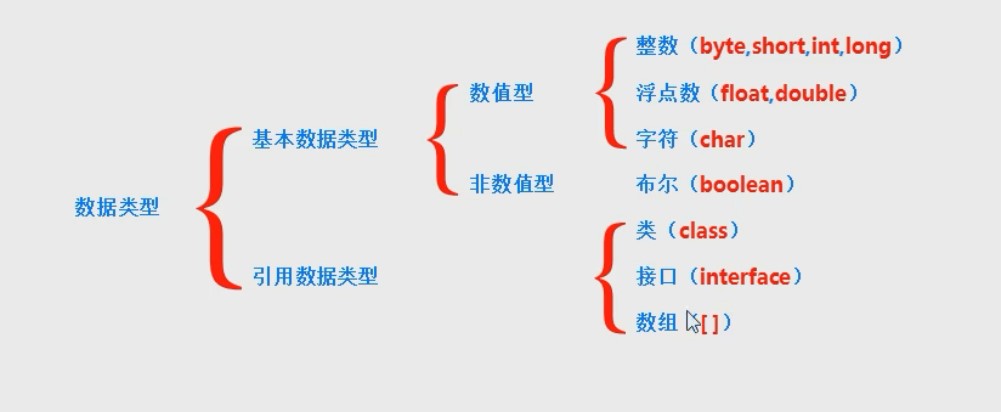 整数（byte,short,int,long）
数值型
浮点数（float,double）
基本数据类型
字符（char）
非数值型
布尔（boolean）
数据类型
类（class）
引用数据类型
接口（interface）
数组 [ ]）